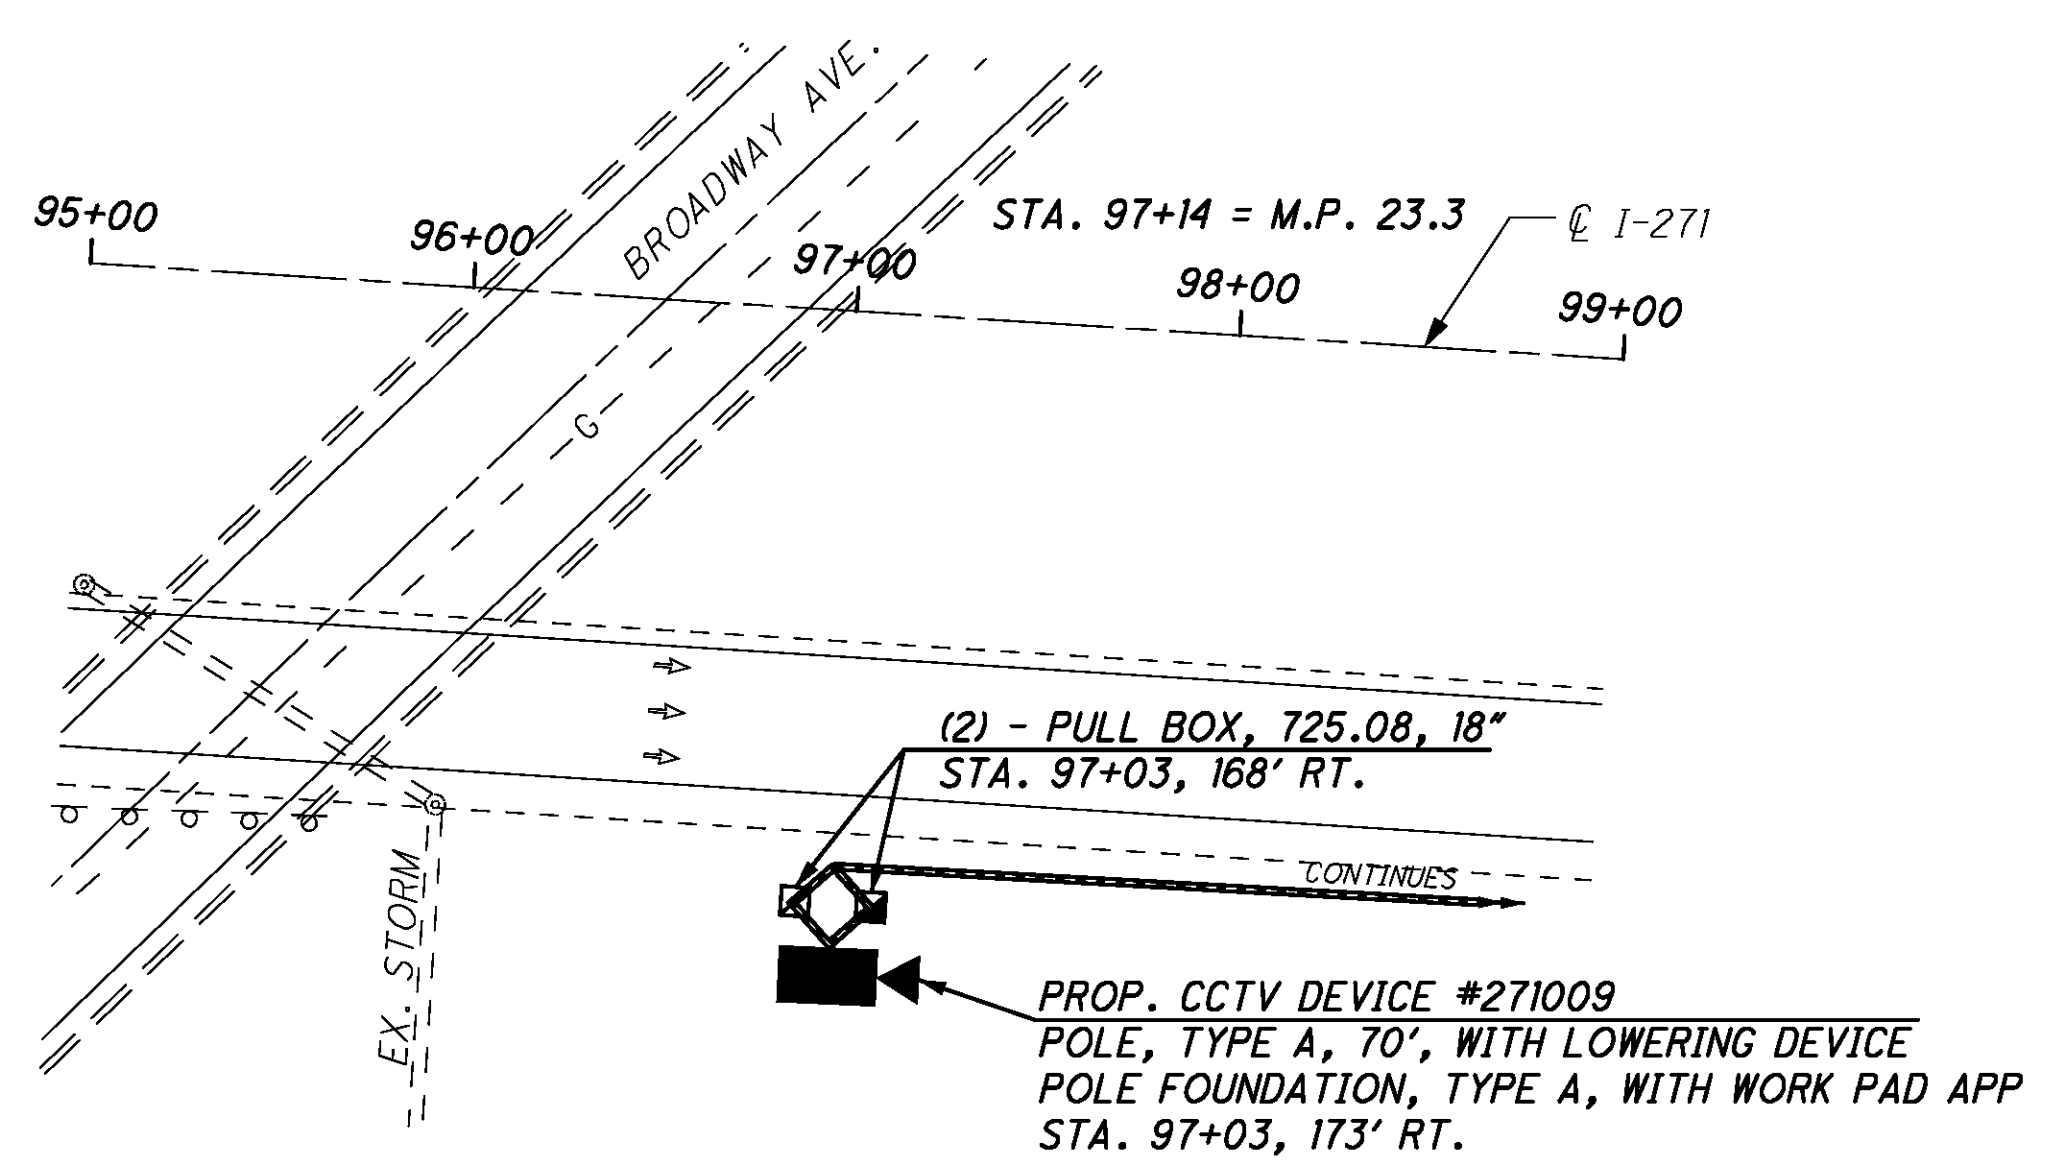 BROADWAY AVE.
95+00
96+00
97+00
STA. 97+14 = M.P. 23.3
℄ I-271
98+00
99+00
G
(2) - PULL BOX, 725.08, 18"
STA. 97+03, 168' RT.
CONTINUES
EX. STORM
PROP. CCTV DEVICE #271009
POLE, TYPE A, 70', WITH LOWERING DEVICE
POLE FOUNDATION, TYPE A, WITH WORK PAD APP
STA. 97+03, 173' RT.